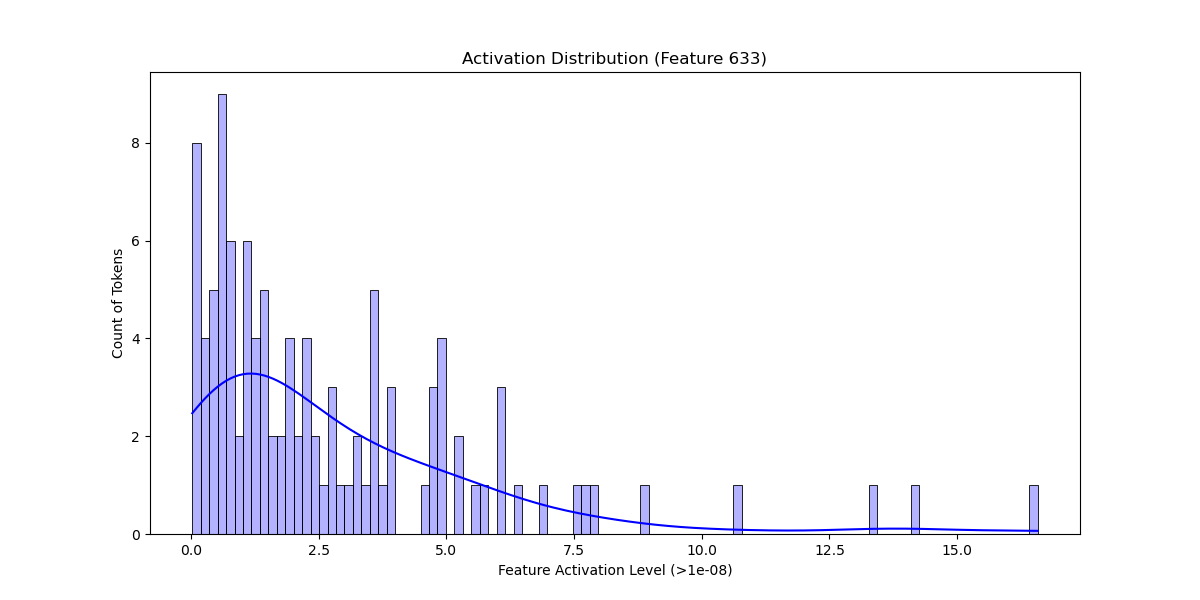 Activation Distribution (Feature 633)
Count of Tokens
8
6
4
2
0
0.0 2.5 5.0 7.5 10.0 12.5 15.0
Feature Activation Level (>1e-08)